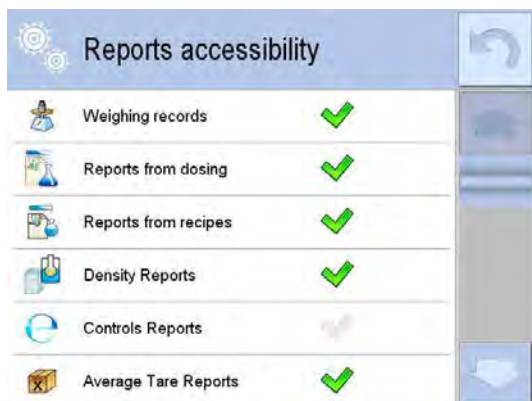 Reports accessibility
Weighing records
Reports from dosing
Reports from recipes
Density Reports
Controls Reports
Average Tare Reports